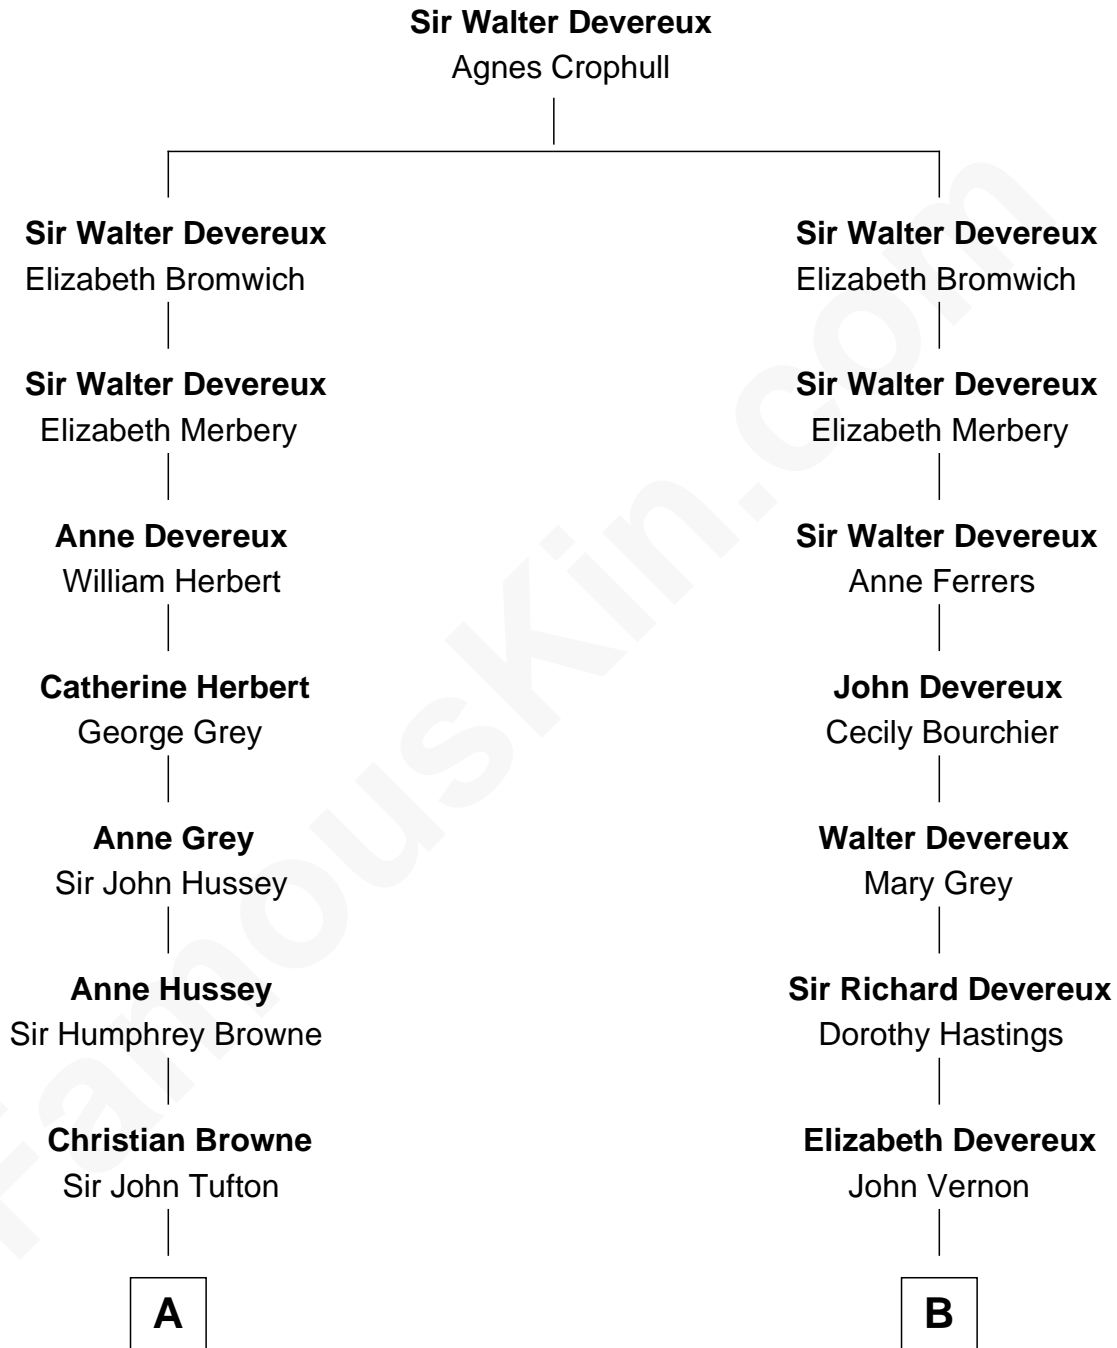 Sir Walter Devereux
Agnes Crophull
Sir Walter Devereux
Elizabeth Bromwich
Sir Walter Devereux
Elizabeth Merbery
Anne Devereux
William Herbert
Catherine Herbert
George Grey
Anne Grey
Sir John Hussey
Anne Hussey
Sir Humphrey Browne
Christian Browne
Sir John Tufton
A
Sir Walter Devereux
Elizabeth Bromwich
Sir Walter Devereux
Elizabeth Merbery
Sir Walter Devereux
Anne Ferrers
John Devereux
Cecily Bourchier
Walter Devereux
Mary Grey
Sir Richard Devereux
Dorothy Hastings
Elizabeth Devereux
John Vernon
B
FamousKin.com